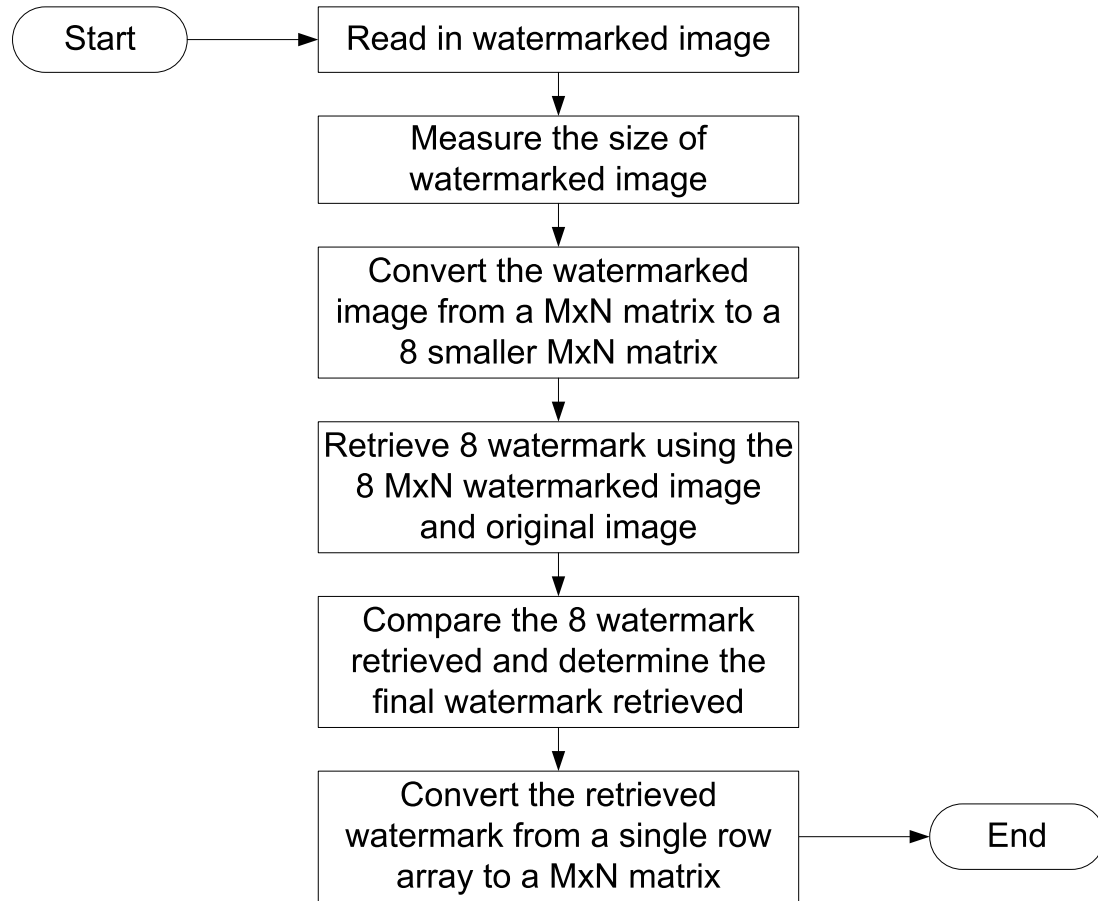 Start
Read in watermarked image
Measure the size of
watermarked image
Convert the watermarked
image from a MxN matrix to a
8 smaller MxN matrix
Retrieve 8 watermark using the
8 MxN watermarked image
and original image
Compare the 8 watermark
retrieved and determine the
final watermark retrieved
Convert the retrieved
watermark from a single row
array to a MxN matrix
End